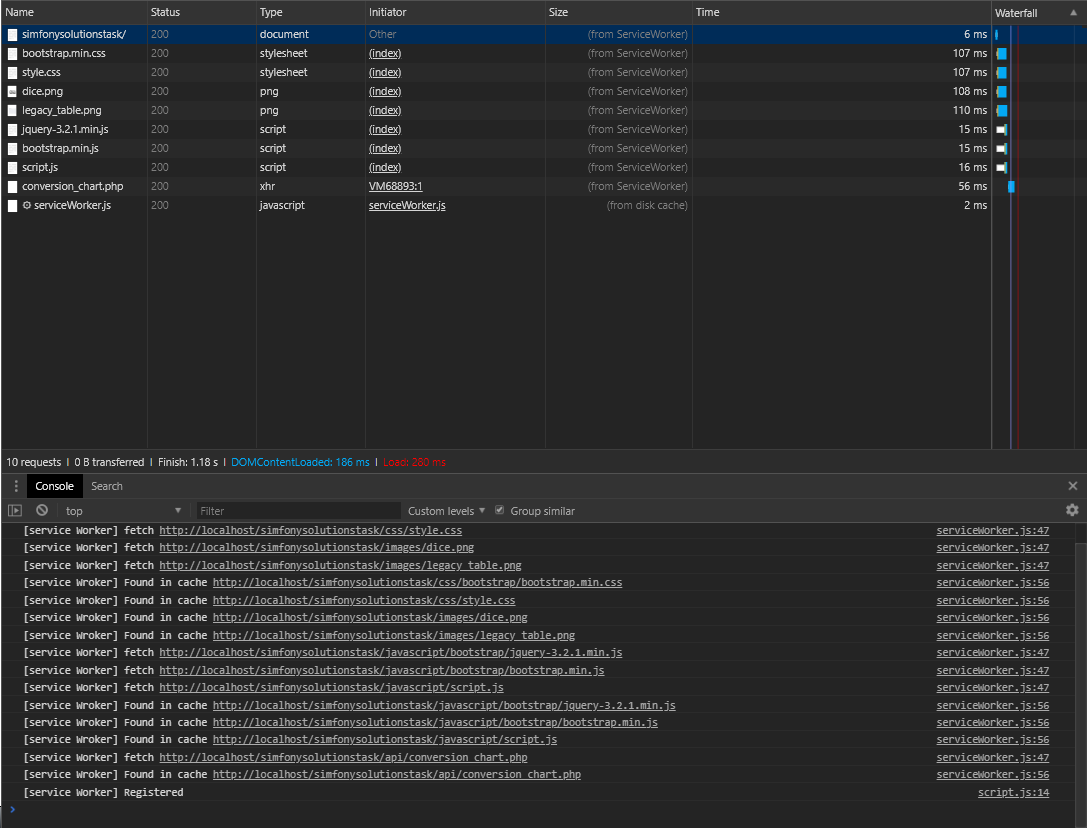 Name Status Type Initiator Size Time Waterfall
simfonysolutionstask/ 200 document Other (from ServiceWorker) 6 ms
bootstrap.min.css 200 stylesheet (index) (from ServiceWorker) 107 ms
style.css 200 stylesheet (index) (from ServiceWorker) 107 ms
dice.png 200 png (index) (from ServiceWorker) 108 ms
legacy_table.png 200 png (index) (from ServiceWorker) 110 ms
jquery-3.2.1.min.js 200 script (index) (from ServiceWorker) 15 ms
bootstrap.min.js 200 script (index) (from ServiceWorker) 15 ms
script.js 200 script (index) (from ServiceWorker) 16 ms
conversion_chart.php 200 xhr VM68893:1 (from ServiceWorker) 56 ms
serviceWorker.js 200 javascript serviceWorker.js (from disk cache) 2 ms
10 requests | 0 B transferred | Finish: 1.18 s | DOMContentLoaded: 186 ms | Load: 260 ms
Console Search
top Filter Custom levels Group similar
[service Worker] fetch http://localhost/simfonysolutionstask/css/style.css serviceWorker.js:47
[service Worker] fetch http://localhost/simfonysolutionstask/images/dice.png serviceWorker.js:47
[service Worker] fetch http://localhost/simfonysolutionstask/images/legacy_table.png serviceWorker.js:47
[service Wroker] Found in cache http://localhost/simfonysolutionstask/css/bootstrap/bootstrap.min.css serviceWorker.js:56
[service Wroker] Found in cache http://localhost/simfonysolutionstask/css/style.css serviceWorker.js:56
[service Wroker] Found in cache http://localhost/simfonysolutionstask/images/dice.png serviceWorker.js:56
[service Wroker] Found in cache http://localhost/simfonysolutionstask/images/legacy_table.png serviceWorker.js:56
[service Worker] fetch http://localhost/simfonysolutionstask/javascript/bootstrap/jquery-3.2.1.min.js serviceWorker.js:47
[service Worker] fetch http://localhost/simfonysolutionstask/javascript/bootstrap/bootstrap.min.js serviceWorker.js:47
[service Worker] fetch http://localhost/simfonysolutionstask/javascript/script.js serviceWorker.js:47
[service Wroker] Found in cache http://localhost/simfonysolutionstask/javascript/bootstrap/jquery-3.2.1.min.js serviceWorker.js:56
[service Wroker] Found in cache http://localhost/simfonysolutionstask/javascript/bootstrap/bootstrap.min.js serviceWorker.js:56
[service Wroker] Found in cache http://localhost/simfonysolutionstask/javascript/script.js serviceWorker.js:56
[service Worker] fetch http://localhost/simfonysolutionstask/api/conversion_chart.php serviceWorker.js:47
[service Wroker] Found in cache http://localhost/simfonysolutionstask/api/conversion_chart.php serviceWorker.js:56
[service Worker] Registered script.js:14